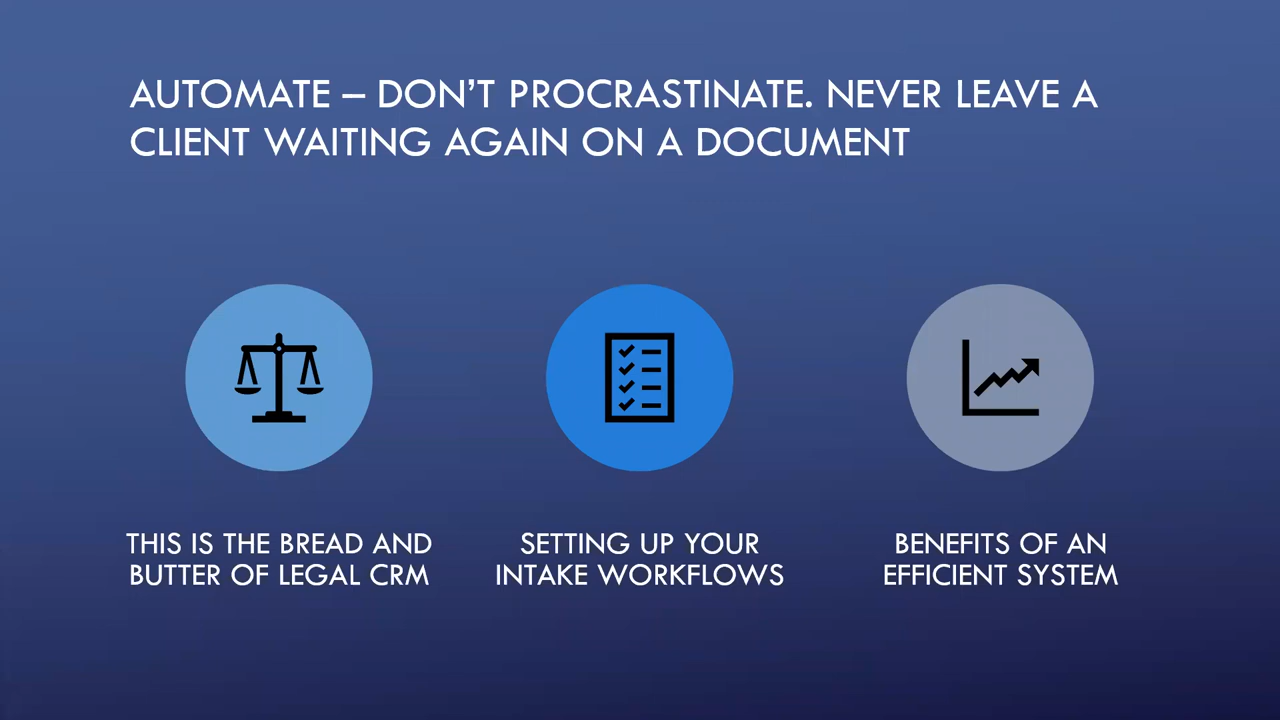 AUTOMATE – DON’T PROCRASTINATE. NEVER LEAVE A
CLIENT WAITING AGAIN ON A DOCUMENT
THIS IS THE BREAD AND
BUTTER OF LEGAL CRM
SETTING UP YOUR
INTAKE WORKFLOWS
BENEFITS OF AN
EFFICIENT SYSTEM